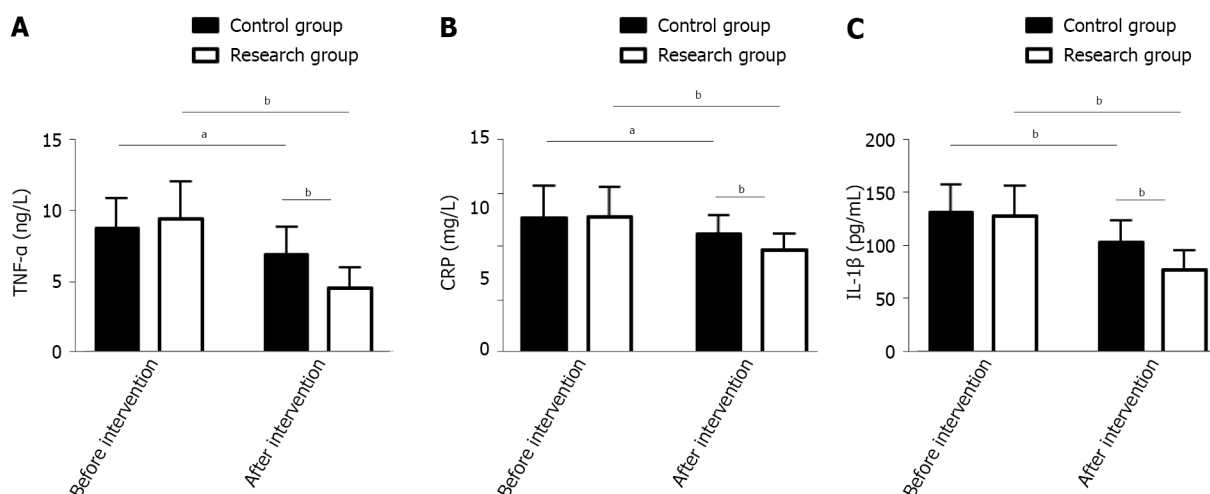 A
Control group
Research group
b
a
b
TNF-α (ng/L)
15
10
5
0
Before intervention
After intervention
B
Control group
Research group
b
a
b
CRP (mg/L)
15
10
5
0
Before intervention
After intervention
C
Control group
Research group
b
b
b
IL-1β (pg/mL)
200
150
100
50
0
Before intervention
After intervention